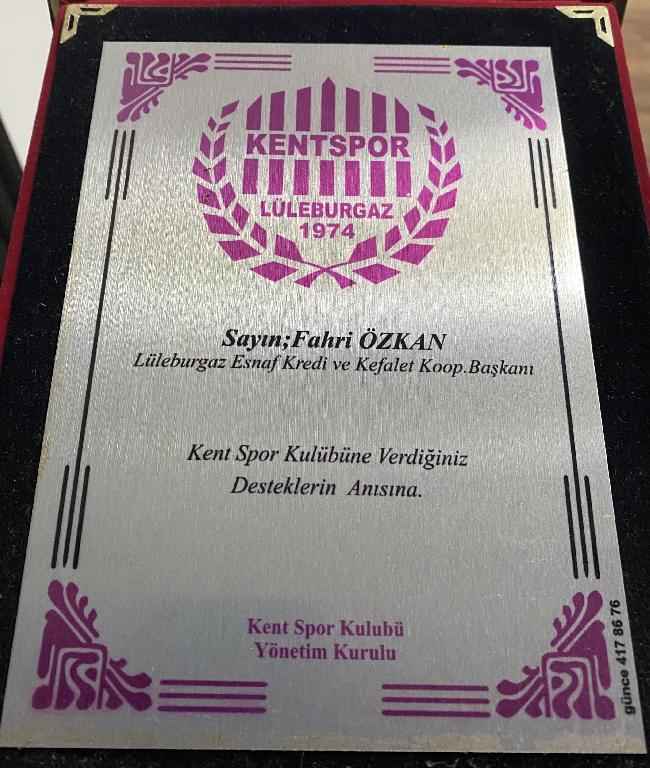 KENTSPOR
LÜLEBURGAZ
1974
Sayın;Fahri ÖZKAN
Lüleburgaz Esnaf Kredi ve Kefalet Koop.Başkanı
Kent Spor Kulübüne Verdiğiniz
Desteklerin Anısına.
Kent Spor Kulubü
Yönetim Kurulu
günce 417 86 76